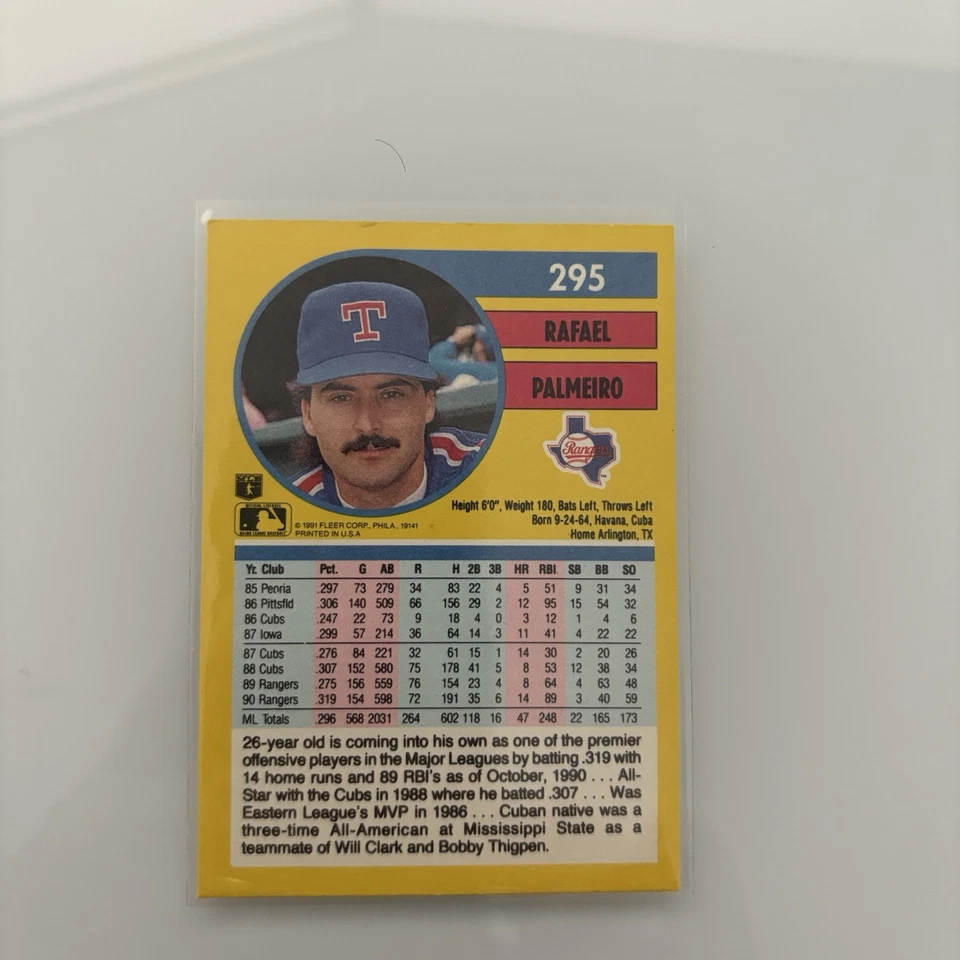 295
RAFAEL
PALMEIRO
T
Rangers
Height 6'0", Weight 180, Bats Left, Throws Left
Born 9-24-64, Havana, Cuba
Home Arlington, TX
© 1991 FLEER CORP., PHILA., 19141
PRINTED IN U.S.A
Yr. Club Pct. G AB R H 2B 3B HR RBI SB BB SO
85 Peoria .297 73 279 34 83 22 4 5 51 9 31 34
86 Pittsfld .306 140 509 66 156 29 2 12 95 15 54 32
86 Cubs .247 22 73 9 18 4 0 3 12 1 4 6
87 Iowa .299 57 214 36 64 14 3 11 41 4 22 22
87 Cubs .276 84 221 32 61 15 1 14 30 2 20 26
88 Cubs .307 152 580 75 178 41 5 8 53 12 38 34
89 Rangers .275 156 559 76 154 23 4 8 64 4 63 48
90 Rangers .319 154 598 72 191 35 6 14 89 3 40 59
ML Totals .296 568 2031 264 602 118 16 47 248 22 165 173
26-year old is coming into his own as one of the premier
offensive players in the Major Leagues by batting .319 with
14 home runs and 89 RBI's as of October, 1990 . . . All-
Star with the Cubs in 1988 where he batted .307 . . . Was
Eastern League's MVP in 1986 . . . Cuban native was a
three-time All-American at Mississippi State as a
teammate of Will Clark and Bobby Thigpen.